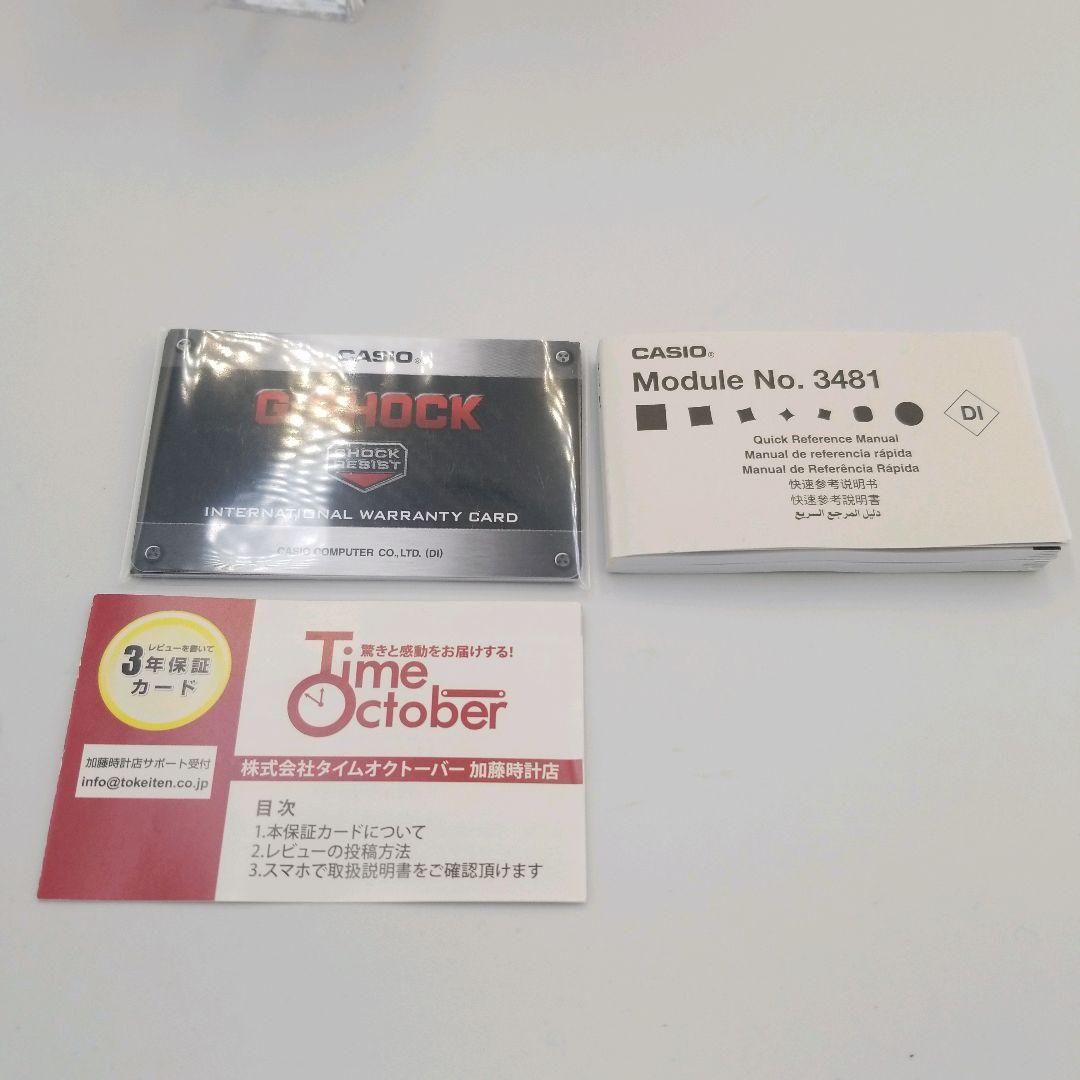 CASIO®
G-SHOCK
SHOCK
RESIST
INTERNATIONAL WARRANTY CARD
CASIO COMPUTER CO., LTD. (DI)
CASIO®
Module No. 3481
DI
Quick Reference Manual
Manual de referencia rápida
Manual de Referência Rápida
快速参考说明书
快速參考說明書
دليل المرجع السريع
レビューを書いて
3年保証
カード
加藤時計店サポート受付
info@tokeiten.co.jp
驚きと感動をお届けする!
Time
October
株式会社タイムオクトーバー 加藤時計店
目次
1.本保証カードについて
2.レビューの投稿方法
3.スマホで取扱説明書をご確認頂けます